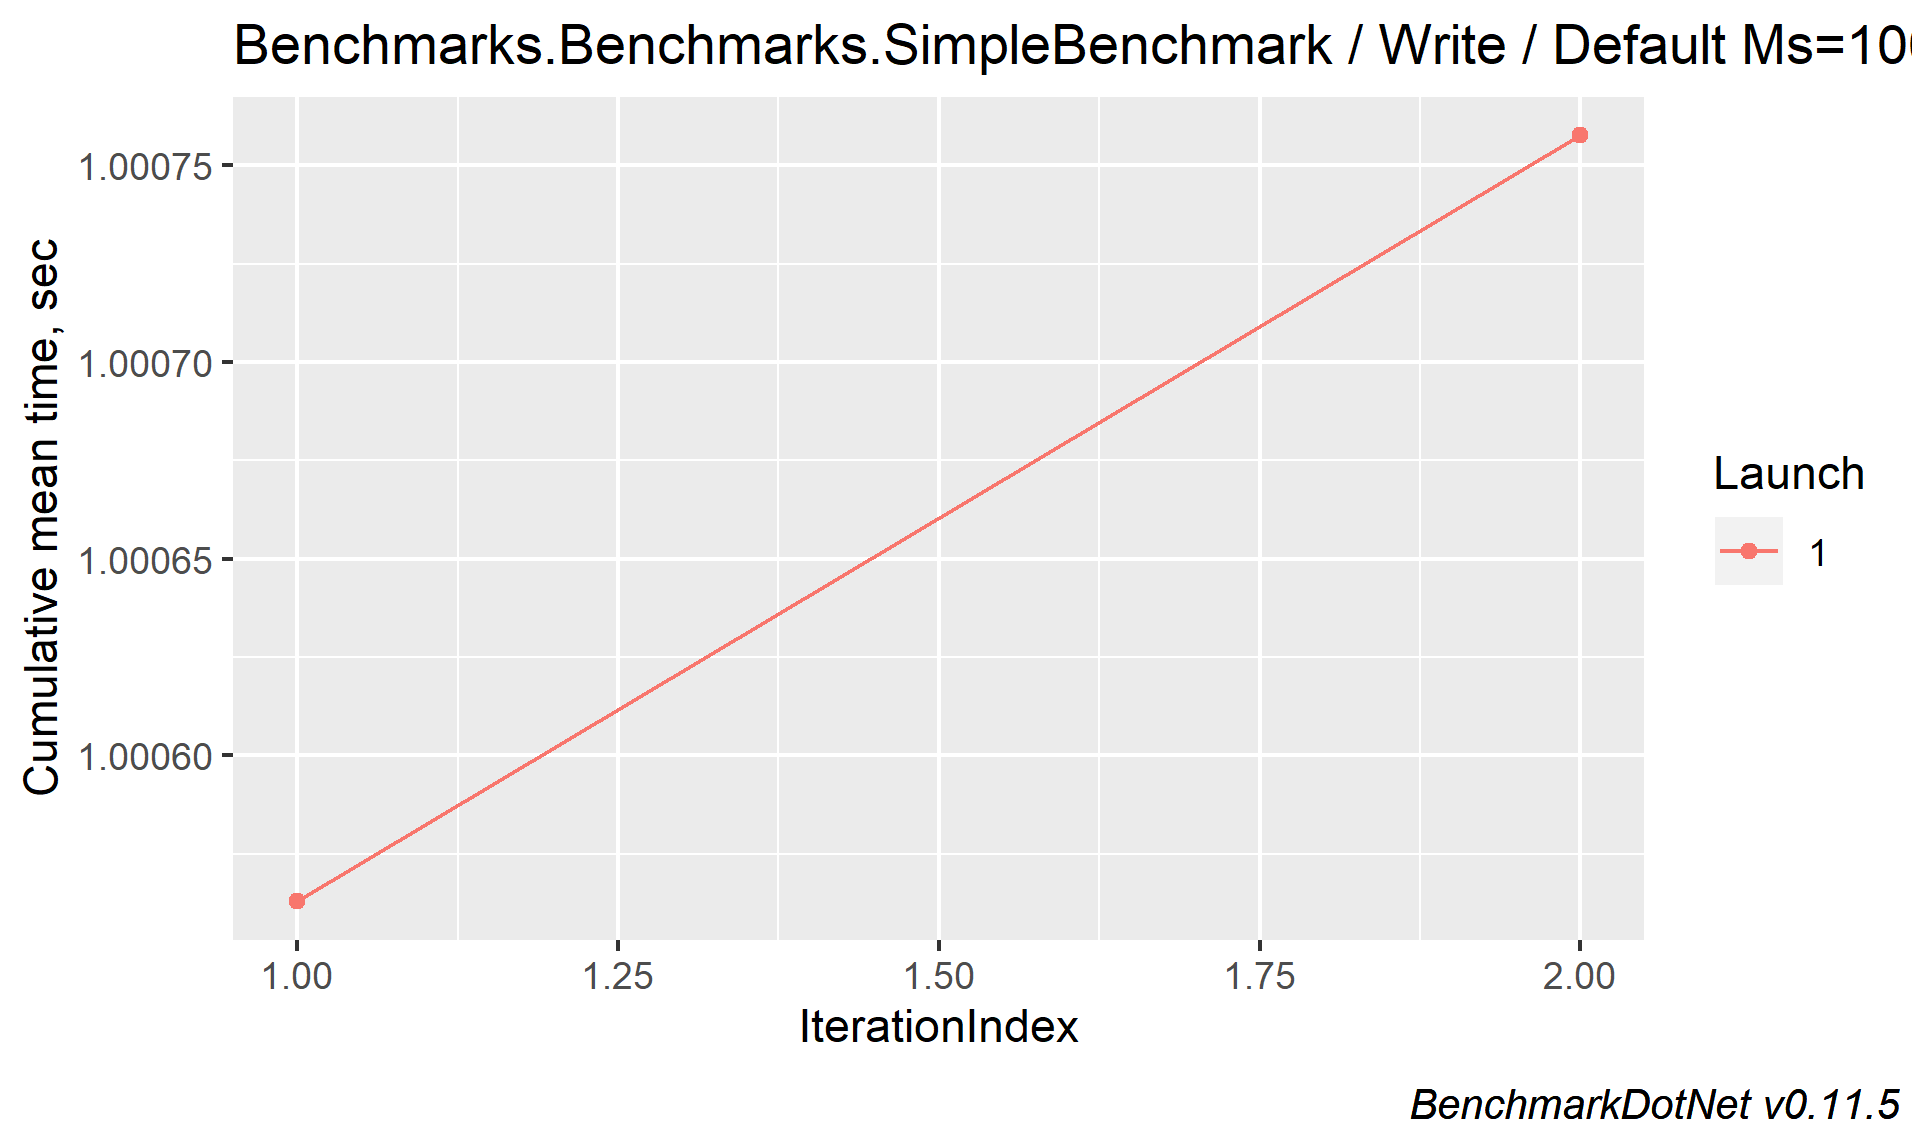 Benchmarks.Benchmarks.SimpleBenchmark / Write / Default Ms=100
Cumulative mean time, sec
1.00075
1.00070
1.00065
1.00060
1.00 1.25 1.50 1.75 2.00
IterationIndex
Launch
1
BenchmarkDotNet v0.11.5